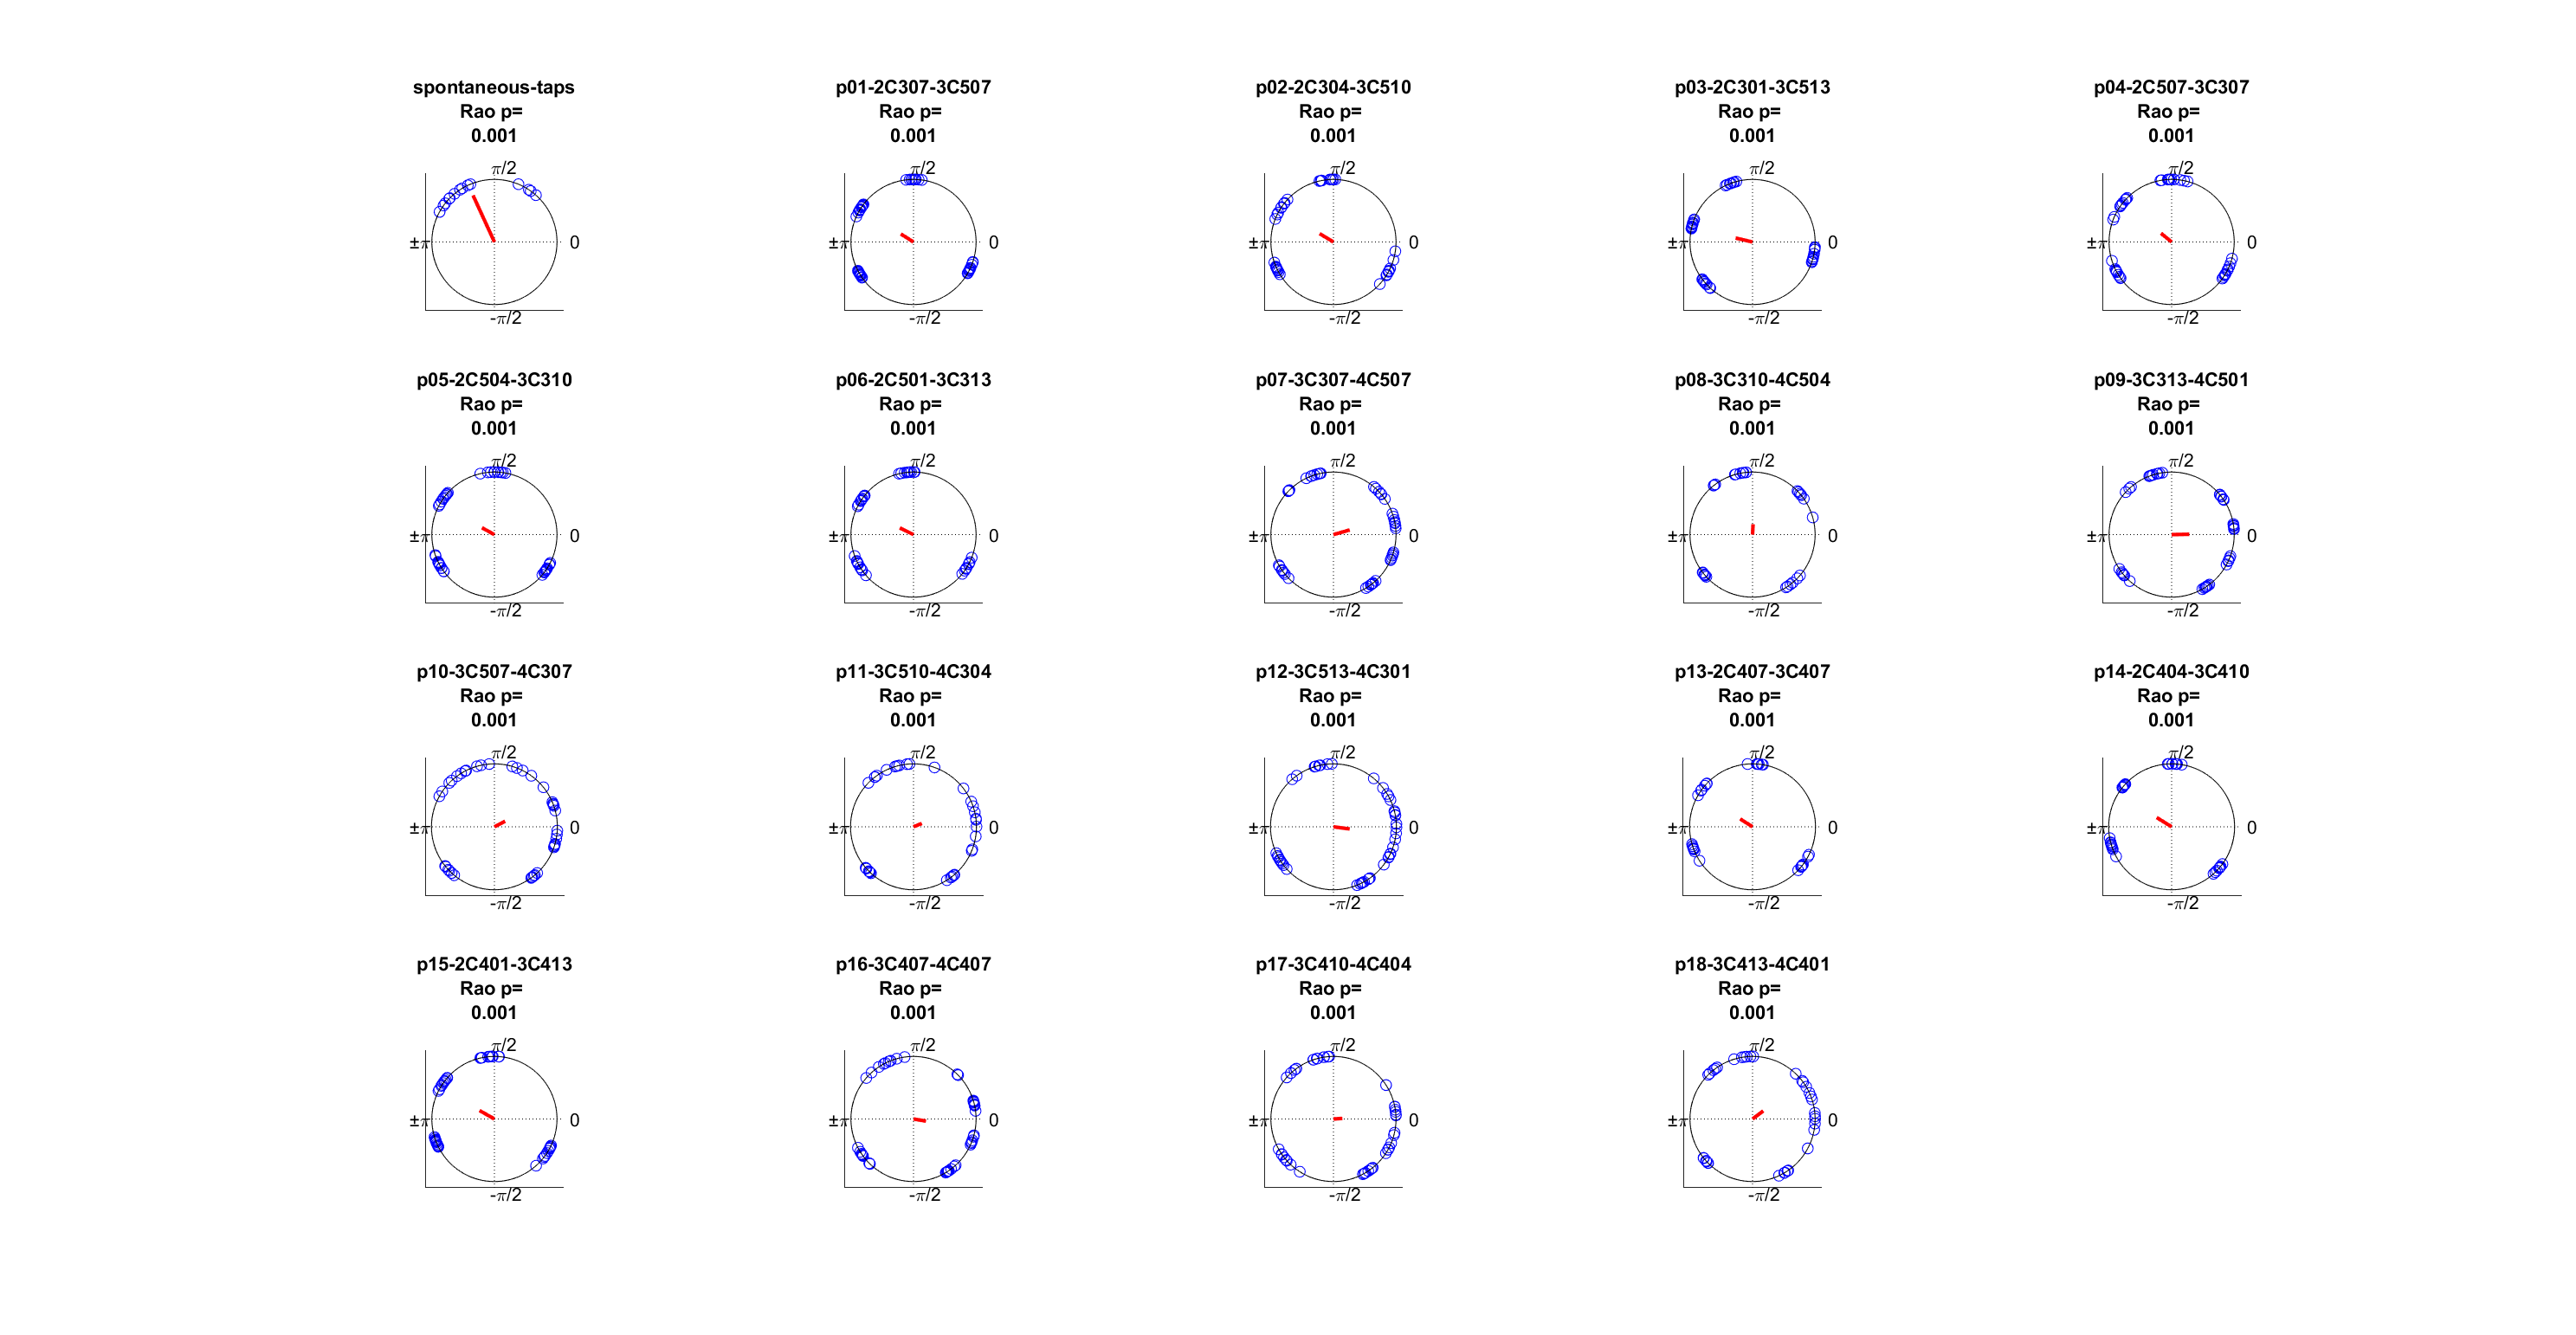 spontaneous-taps
Rao p=
0.001
π/2
±π
0
-π/2
p01-2C307-3C507
Rao p=
0.001
π/2
±π
0
-π/2
p02-2C304-3C510
Rao p=
0.001
π/2
±π
0
-π/2
p03-2C301-3C513
Rao p=
0.001
π/2
±π
0
-π/2
p04-2C507-3C307
Rao p=
0.001
π/2
±π
0
-π/2
p05-2C504-3C310
Rao p=
0.001
π/2
±π
0
-π/2
p06-2C501-3C313
Rao p=
0.001
π/2
±π
0
-π/2
p07-3C307-4C507
Rao p=
0.001
π/2
±π
0
-π/2
p08-3C310-4C504
Rao p=
0.001
π/2
±π
0
-π/2
p09-3C313-4C501
Rao p=
0.001
π/2
±π
0
-π/2
p10-3C507-4C307
Rao p=
0.001
π/2
±π
0
-π/2
p11-3C510-4C304
Rao p=
0.001
π/2
±π
0
-π/2
p12-3C513-4C301
Rao p=
0.001
π/2
±π
0
-π/2
p13-2C407-3C407
Rao p=
0.001
π/2
±π
0
-π/2
p14-2C404-3C410
Rao p=
0.001
π/2
±π
0
-π/2
p15-2C401-3C413
Rao p=
0.001
π/2
±π
0
-π/2
p16-3C407-4C407
Rao p=
0.001
π/2
±π
0
-π/2
p17-3C410-4C404
Rao p=
0.001
π/2
±π
0
-π/2
p18-3C413-4C401
Rao p=
0.001
π/2
±π
0
-π/2